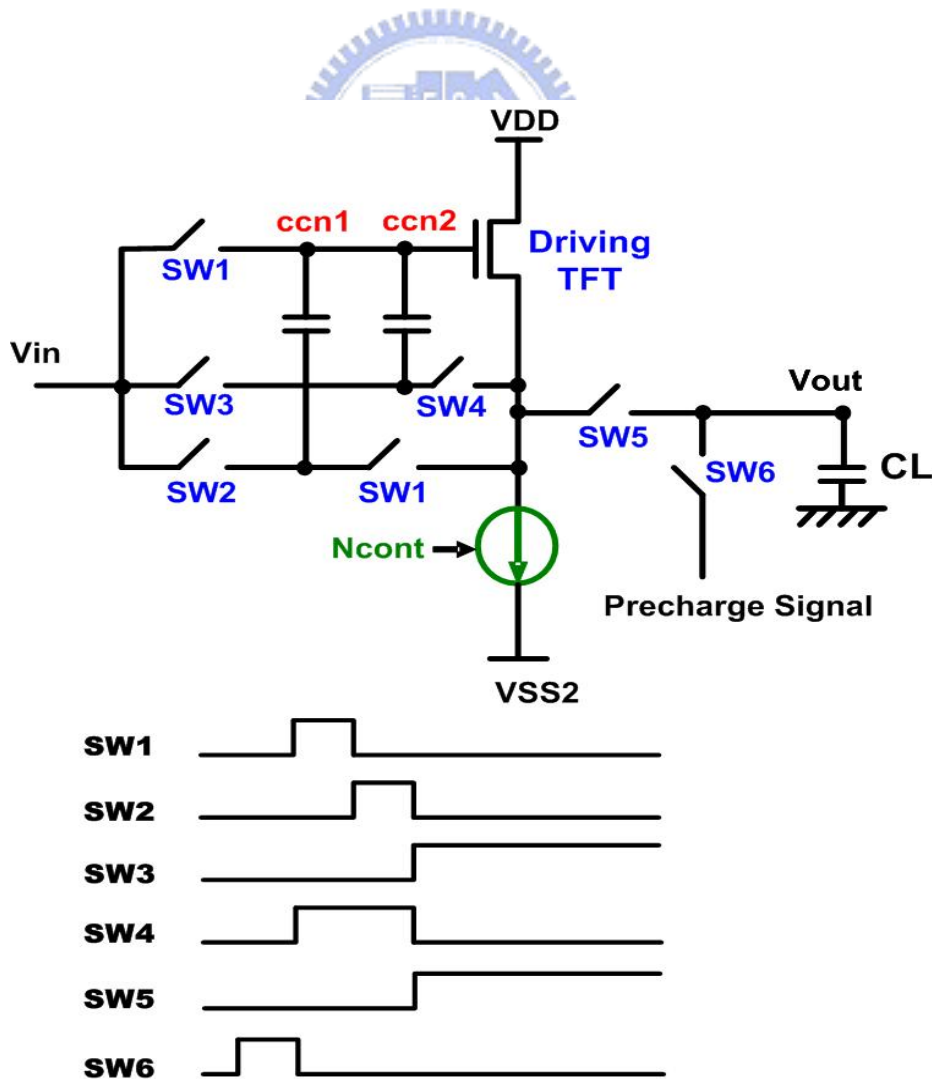 VDD
ccn1 ccn2
Driving
TFT
SW1
Vin
SW3
SW4
Vout
SW5
SW2
SW1
SW6
CL
Ncont
Precharge Signal
VSS2
SW1
SW2
SW3
SW4
SW5
SW6